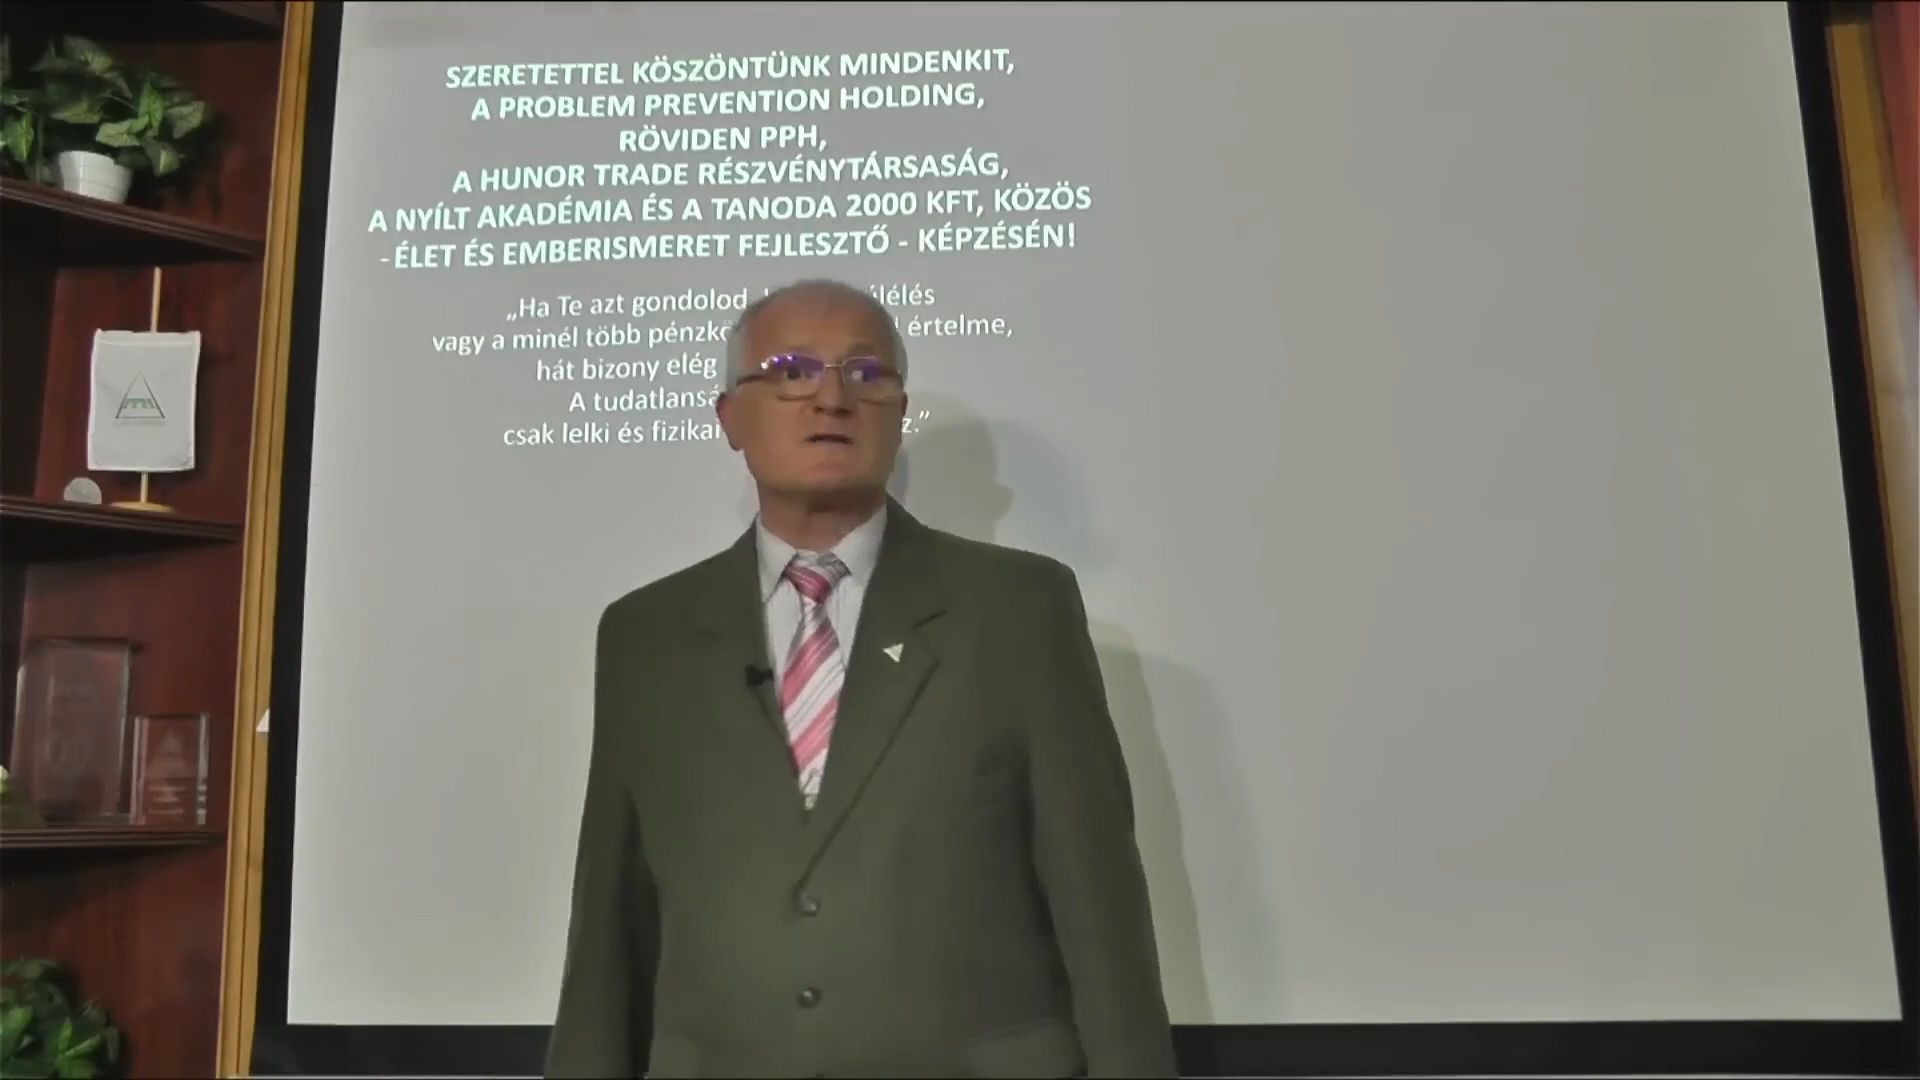 SZERETETTEL KÖSZÖNTÜNK MINDENKIT,
A PROBLEM PREVENTION HOLDING,
RÖVIDEN PPH,
A HUNOR TRADE RÉSZVÉNYTÁRSASÁG,
A NYÍLT AKADÉMIA ÉS A TANODA 2000 KFT, KÖZÖS
- ÉLET ÉS EMBERISMERET FEJLESZTŐ - KÉPZÉSÉN!
„Ha Te azt gondolod
vagy a minél több értelme,
hát bizony elég
A
csak lelki és fizikai